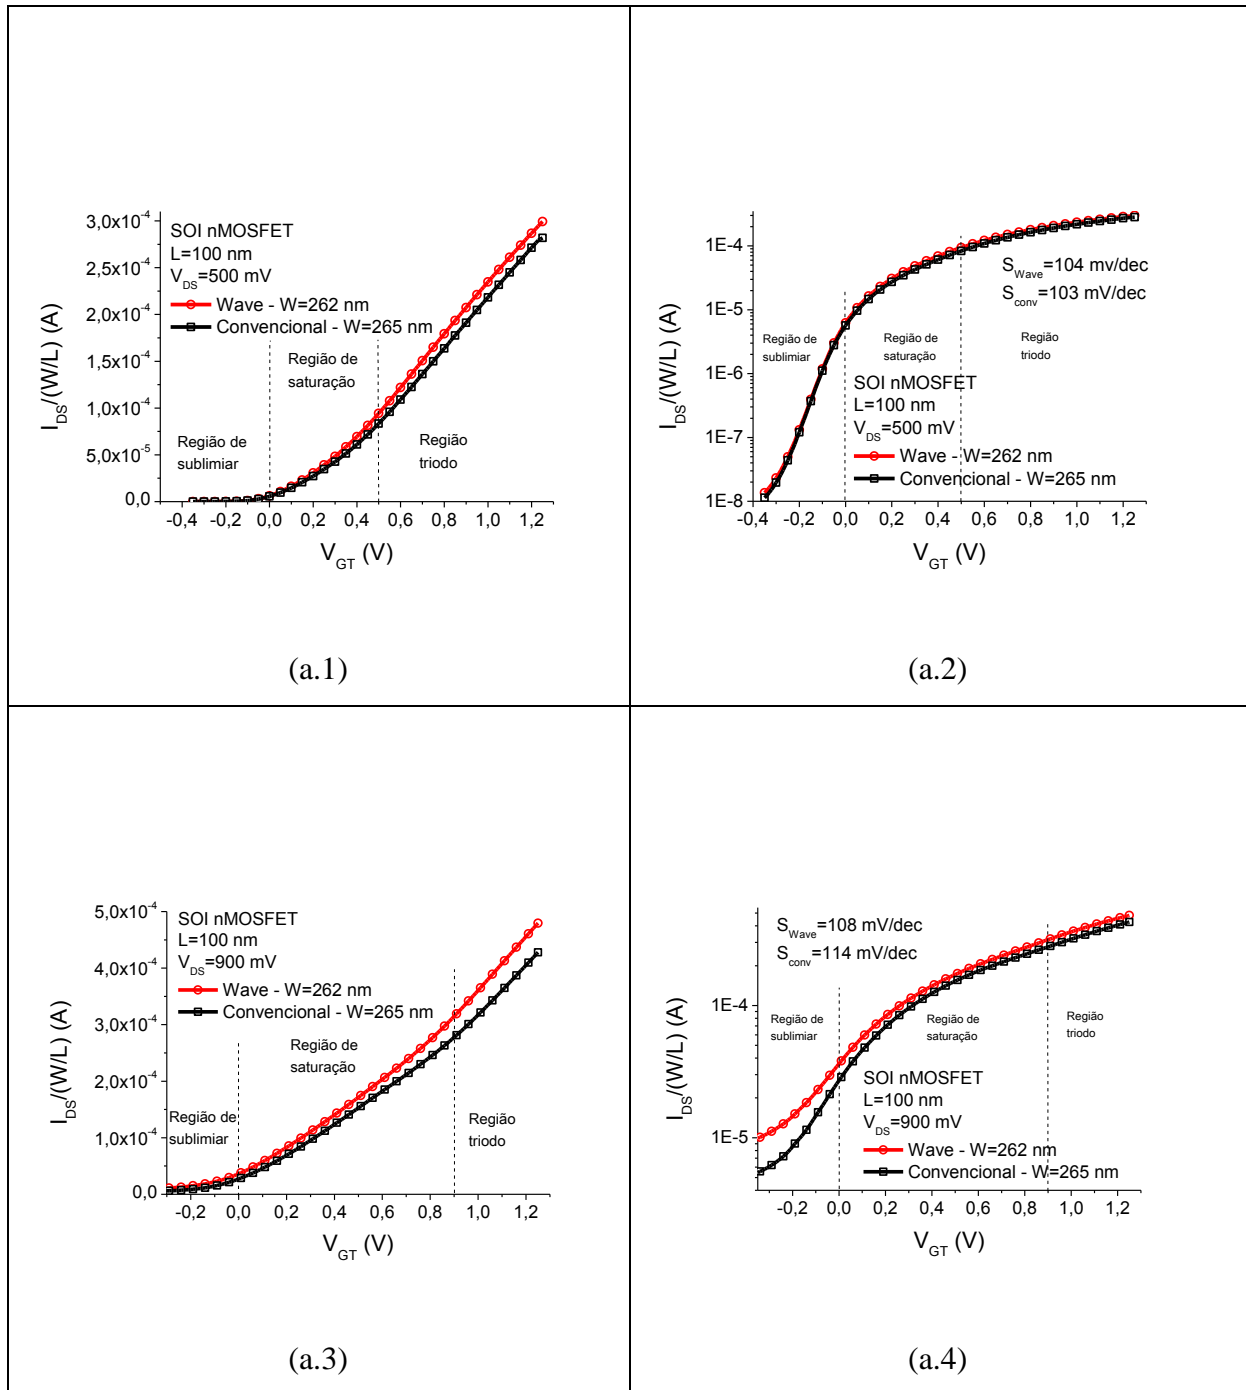 3,0x10-4
2,5x10-4
2,0x10-4
1,5x10-4
1,0x10-4
5,0x10-5
0,0
IDS/(W/L) (A)
SOI nMOSFET
L=100 nm
VDS=500 mV
Wave - W=262 nm
Convencional - W=265 nm
Região de
saturação
Região de
sublimiar
Região
triodo
-0,4 -0,2 0,0 0,2 0,4 0,6 0,8 1,0 1,2
VGT (V)
(a.1)
1E-4
1E-5
1E-6
1E-7
1E-8
IDS/(W/L) (A)
SWave=104 mv/dec
Sconv=103 mV/dec
Região de
sublimiar
Região de
saturação
Região
triodo
SOI nMOSFET
L=100 nm
VDS=500 mV
Wave - W=262 nm
Convencional - W=265 nm
-0,4 -0,2 0,0 0,2 0,4 0,6 0,8 1,0 1,2
VGT (V)
(a.2)
5,0x10-4
4,0x10-4
3,0x10-4
2,0x10-4
1,0x10-4
0,0
IDS/(W/L) (A)
SOI nMOSFET
L=100 nm
VDS=900 mV
Wave - W=262 nm
Convencional - W=265 nm
Região de
saturação
Região de
sublimiar
Região
triodo
-0,2 0,0 0,2 0,4 0,6 0,8 1,0 1,2
VGT (V)
(a.3)
1E-4
1E-5
IDS/(W/L) (A)
SWave=108 mV/dec
Sconv=114 mV/dec
Região de
sublimiar
Região de
saturação
Região
triodo
SOI nMOSFET
L=100 nm
VDS=900 mV
Wave - W=262 nm
Convencional - W=265 nm
-0,2 0,0 0,2 0,4 0,6 0,8 1,0 1,2
VGT (V)
(a.4)